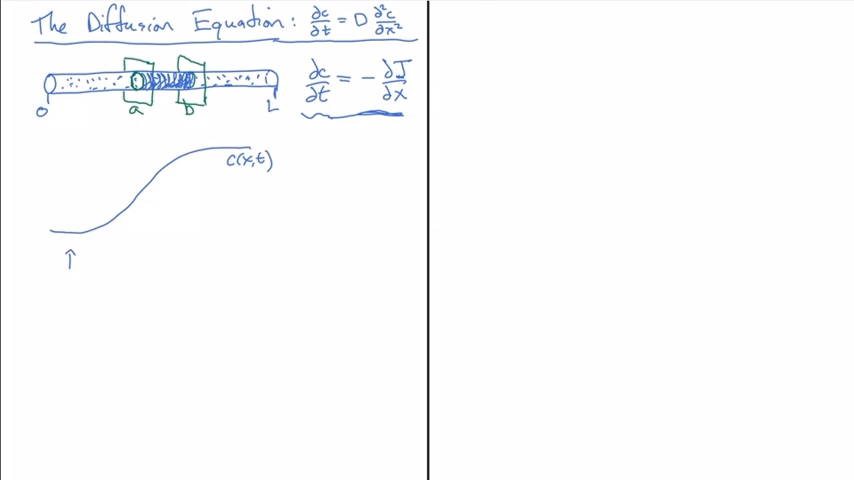 The Diffusion Equation: ∂c/∂t = D ∂²c/∂x²
∂c/∂t = - ∂J/∂x
0 a b L
c(x,t)